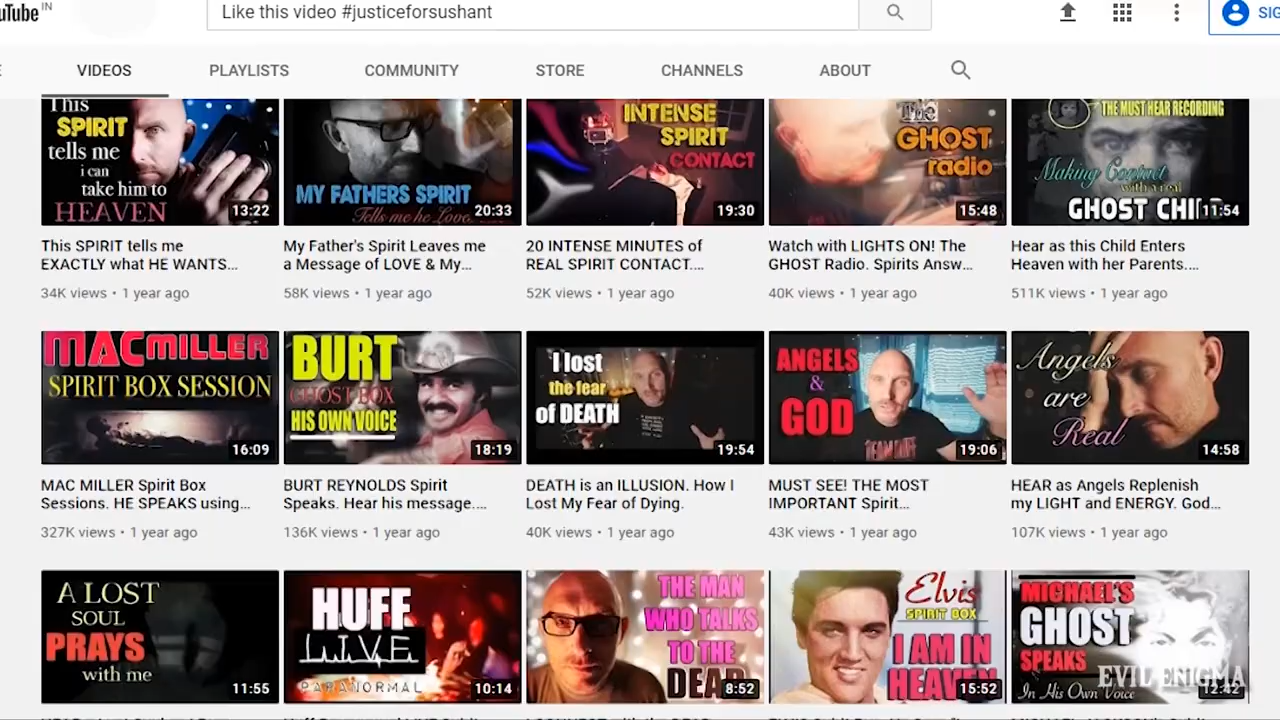 uTube IN
Like this video #justiceforsushant
SIG
VIDEOS
PLAYLISTS
COMMUNITY
STORE
CHANNELS
ABOUT
This
SPIRIT
tells me
i can
take him to
HEAVEN
13:22
MY FATHERS SPIRIT
Tells me he Love
20:33
INTENSE
SPIRIT
CONTACT
19:30
The
GHOST
radio
15:48
THE MUST HEAR RECORDING
Making Contact
with a real
GHOST CHI
11:54
This SPIRIT tells me
EXACTLY what HE WANTS...
34K views • 1 year ago
My Father's Spirit Leaves me
a Message of LOVE & My...
58K views • 1 year ago
20 INTENSE MINUTES of
REAL SPIRIT CONTACT....
52K views • 1 year ago
Watch with LIGHTS ON! The
GHOST Radio. Spirits Answ...
40K views • 1 year ago
Hear as this Child Enters
Heaven with her Parents....
511K views • 1 year ago
MAC MILLER
SPIRIT BOX SESSION
16:09
BURT
GHOST BOX
HIS OWN VOICE
18:19
I lost
the fear
of DEATH
19:54
ANGELS
&
GOD
19:06
Angels
are
Real
14:58
MAC MILLER Spirit Box
Sessions. HE SPEAKS using...
327K views • 1 year ago
BURT REYNOLDS Spirit
Speaks. Hear his message....
136K views • 1 year ago
DEATH is an ILLUSION. How I
Lost My Fear of Dying.
40K views • 1 year ago
MUST SEE! THE MOST
IMPORTANT Spirit...
43K views • 1 year ago
HEAR as Angels Replenish
my LIGHT and ENERGY. God...
107K views • 1 year ago
A LOST
SOUL
PRAYS
with me
11:55
HUFF
L.I.V.E.
PARANORMAL
10:14
THE MAN
WHO TALKS
TO THE
DEAD
8:52
Elvis
SPIRIT BOX
I AM IN
HEAVEN
15:52
MICHAEL'S
GHOST
SPEAKS
In His Own Voice
12:42
EVIL ENIGMA